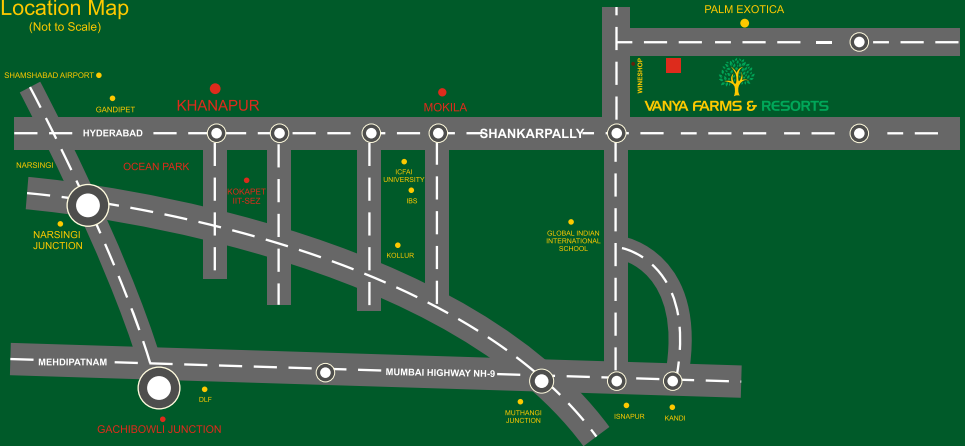 Location Map
(Not to Scale)
PALM EXOTICA
SHAMSHABAD AIRPORT
WINESHOP
GANDIPET
KHANAPUR
MOKILA
VANYA FARMS & RESORTS
HYDERABAD
SHANKARPALLY
NARSINGI
OCEAN PARK
ICFAI
UNIVERSITY
KOKAPET
IIT-SEZ
IBS
NARSINGI
JUNCTION
GLOBAL INDIAN
INTERNATIONAL
SCHOOL
KOLLUR
MEHDIPATNAM
MUMBAI HIGHWAY NH-9
DLF
MUTHANGI
JUNCTION
ISNAPUR
KANDI
GACHIBOWLI JUNCTION